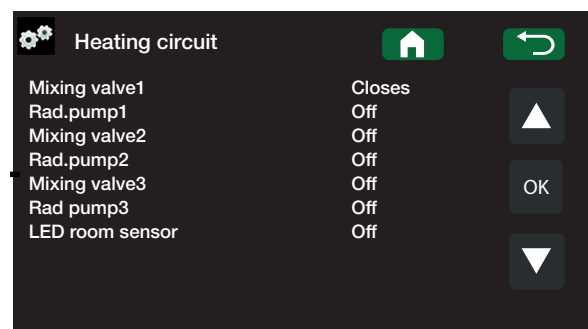 Heating circuit
Mixing valve1 Closes
Rad.pump1 Off
Mixing valve2 Off
Rad.pump2 Off
Mixing valve3 Off
Rad pump3 Off
LED room sensor Off
OK